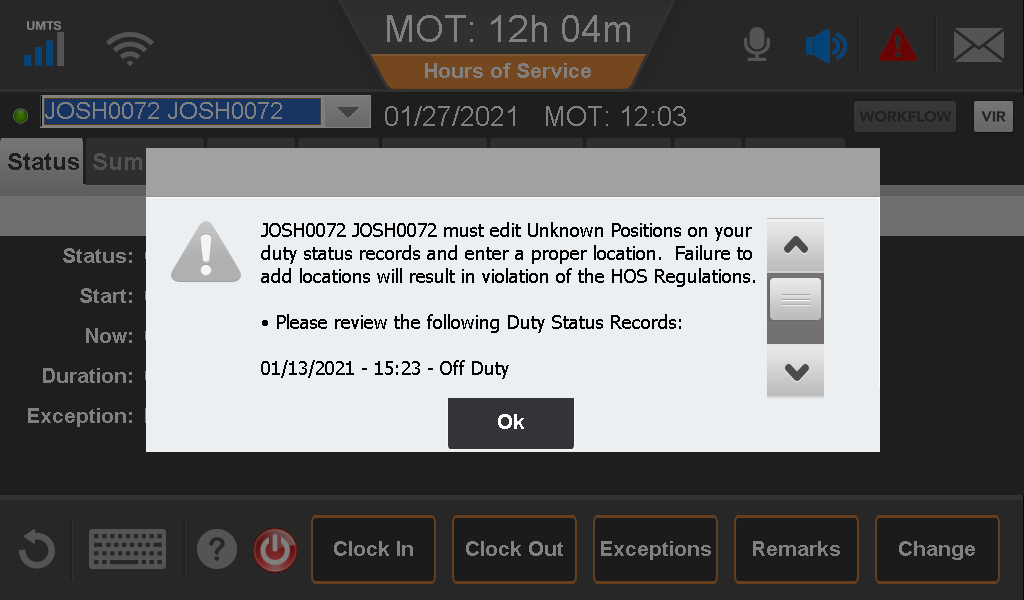 UMTS
MOT: 12h 04m
Hours of Service
JOSH0072 JOSH0072
01/27/2021 MOT: 12:03
WORKFLOW
VIR
Status
Sum
JOSH0072 JOSH0072 must edit Unknown Positions on your
duty status records and enter a proper location. Failure to
add locations will result in violation of the HOS Regulations.
• Please review the following Duty Status Records:
01/13/2021 - 15:23 - Off Duty
Ok
Status:
Start:
Now:
Duration:
Exception:
?
Clock In
Clock Out
Exceptions
Remarks
Change